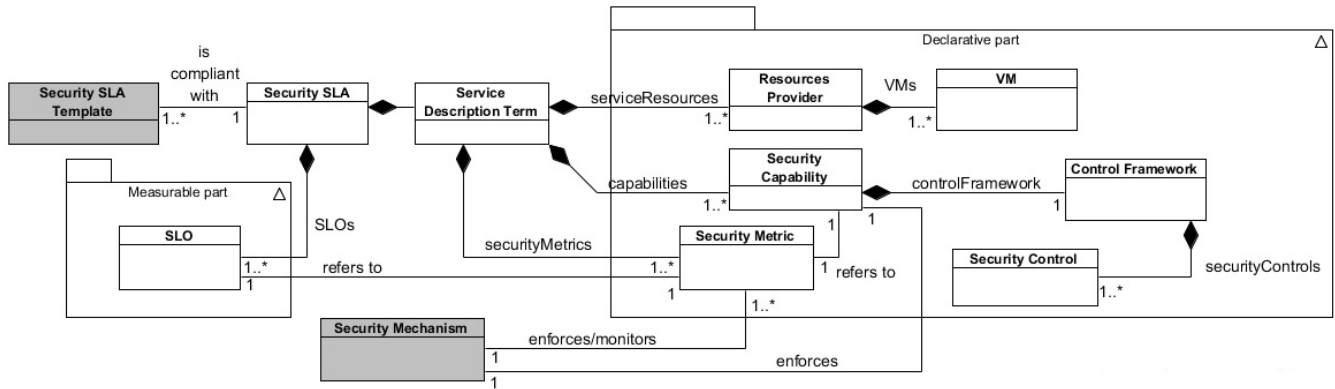 Declarative part
is
compliant
with
Security SLA
Template
1..*
1
Security SLA
Service
Description Term
serviceResources
1..*
Resources
Provider
VMs
1..*
VM
Measurable part
SLO
SLOs
1..*
1
refers to
capabilities
1..*
Security
Capability
controlFramework
1
Control Framework
securityMetrics
1..*
1
Security Metric
1
1
1
refers to
1..*
Security Control
1..*
securityControls
Security Mechanism
enforces/monitors
1
enforces
1